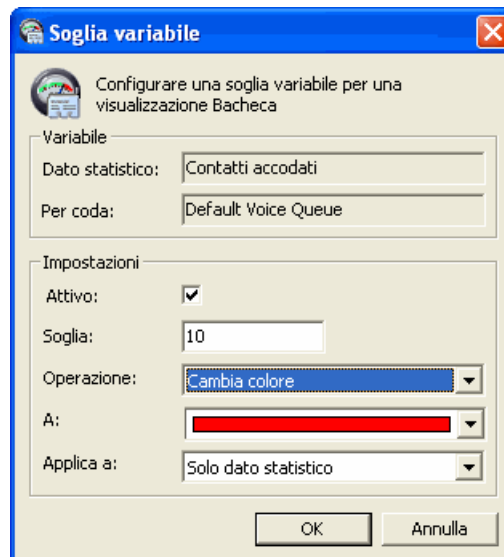 Soglia variabile
Configurare una soglia variabile per una
visualizzazione Bacheca
Variabile
Dato statistico: Contatti accodati
Per coda: Default Voice Queue
Impostazioni
Attivo:
Soglia: 10
Operazione: Cambia colore
A:
Applica a: Solo dato statistico
OK Annulla